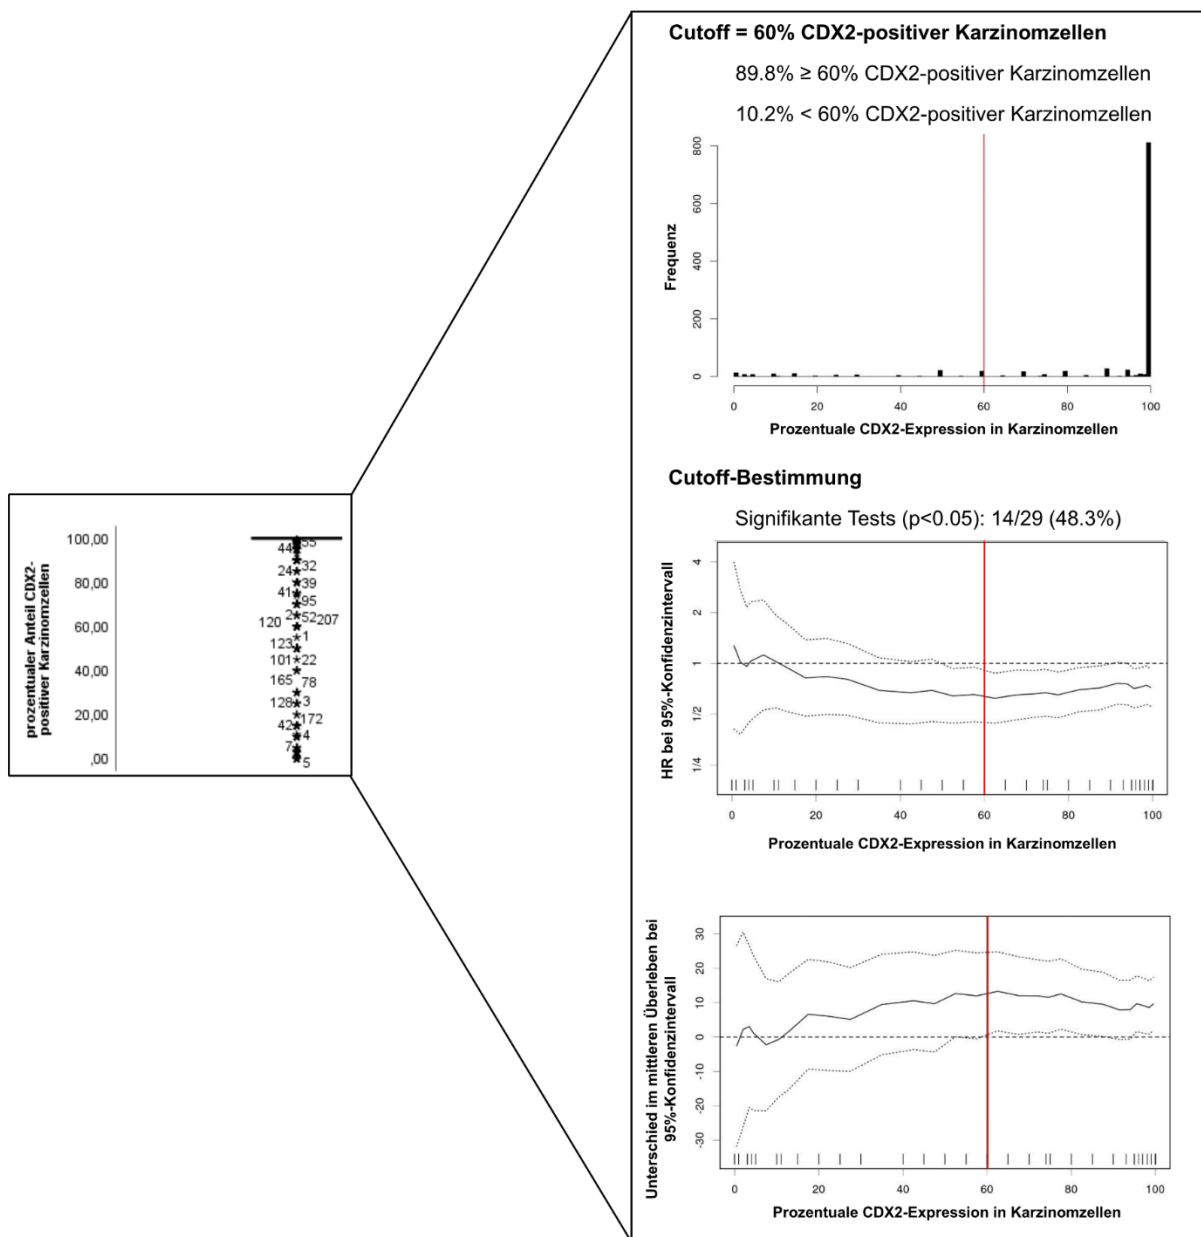 Cutoff = 60% CDX2-positiver Karzinomzellen
89.8% ≥ 60% CDX2-positiver Karzinomzellen
10.2% < 60% CDX2-positiver Karzinomzellen
Frequenz
800
600
400
200
0
0 20 40 60 80 100
Prozentuale CDX2-Expression in Karzinomzellen
Cutoff-Bestimmung
Signifikante Tests (p<0.05): 14/29 (48.3%)
HR bei 95%-Konfidenzintervall
4
2
1
1/2
1/4
0 20 40 60 80 100
Prozentuale CDX2-Expression in Karzinomzellen
Unterschied im mittleren Überleben bei
95%-Konfidenzintervall
30
20
10
0
-10
-20
-30
0 20 40 60 80 100
Prozentuale CDX2-Expression in Karzinomzellen
prozentualer Anteil CDX2-
positiver Karzinomzellen
100,00
80,00
60,00
40,00
20,00
,00
44
32
24
39
41
95
2 52 207
120
1
123
101 22
165 78
128 3
172
42 4
7
5